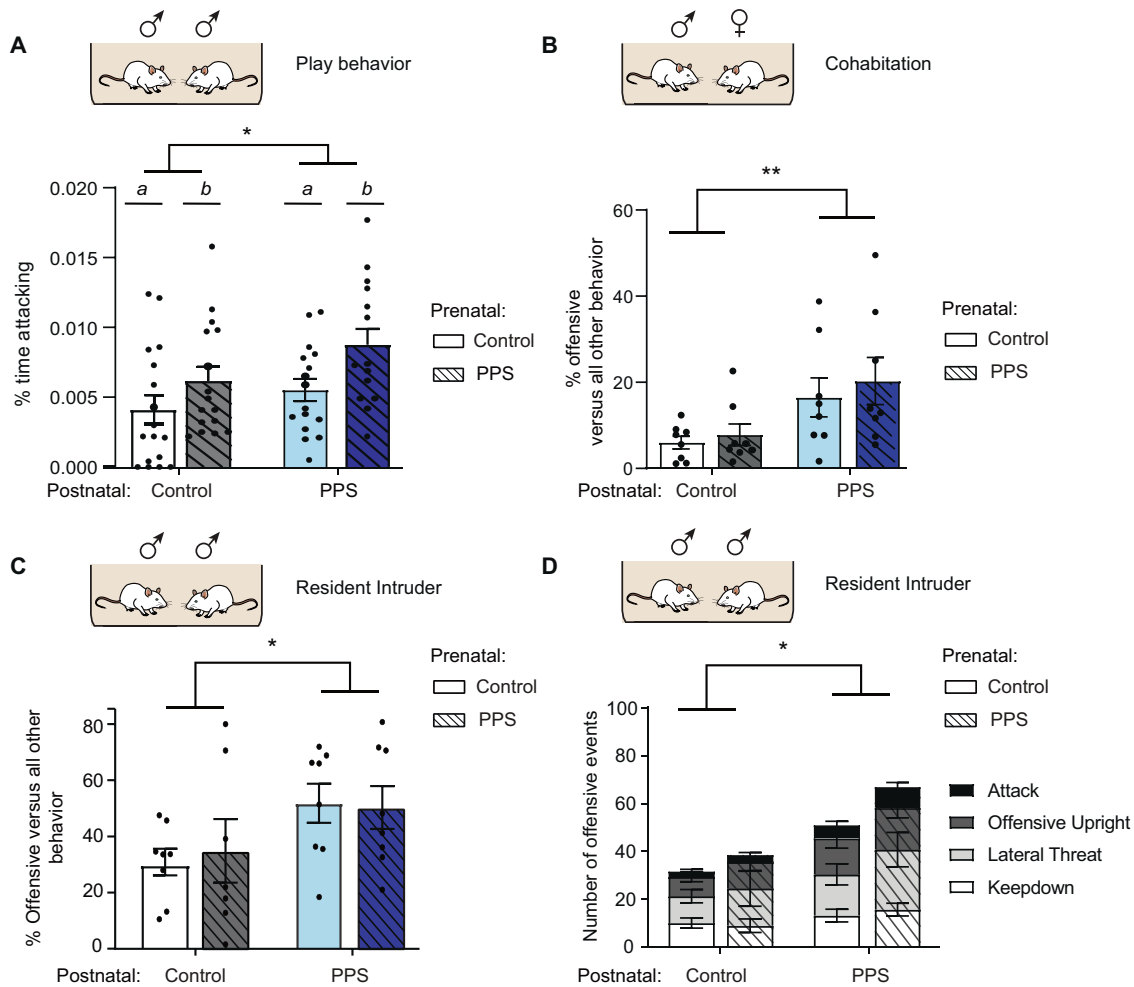 A
♂ ♂
Play behavior
*
% time attacking
0.020
0.015
0.010
0.005
0.000
a b a b
Prenatal:
Control
PPS
Postnatal: Control PPS
B
♂ ♀
Cohabitation
**
% offensive
versus all other behavior
60
40
20
0
Prenatal:
Control
PPS
Postnatal: Control PPS
C
♂ ♂
Resident Intruder
*
% Offensive versus all other
behavior
80
60
40
20
0
Prenatal:
Control
PPS
Postnatal: Control PPS
D
♂ ♂
Resident Intruder
*
Number of offensive events
100
80
60
40
20
0
Prenatal:
Control
PPS
Attack
Offensive Upright
Lateral Threat
Keepdown
Postnatal: Control PPS